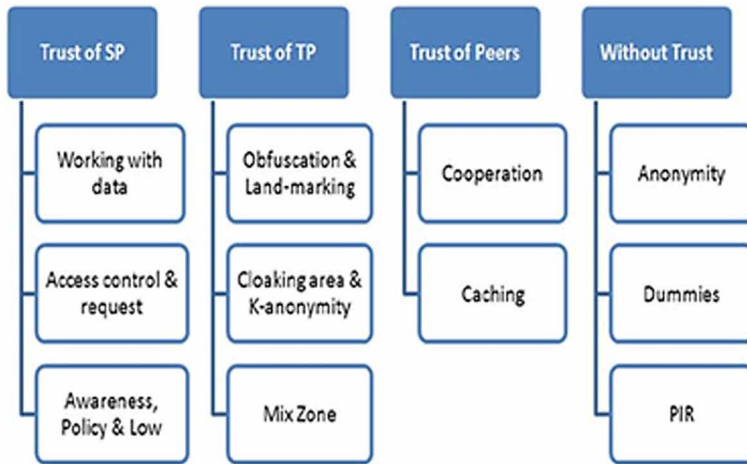 Trust of SP
Working with
data
Access control &
request
Awareness,
Policy & Low
Trust of TP
Obfuscation &
Land-marking
Cloaking area &
K-anonymity
Mix Zone
Trust of Peers
Cooperation
Caching
Without Trust
Anonymity
Dummies
PIR